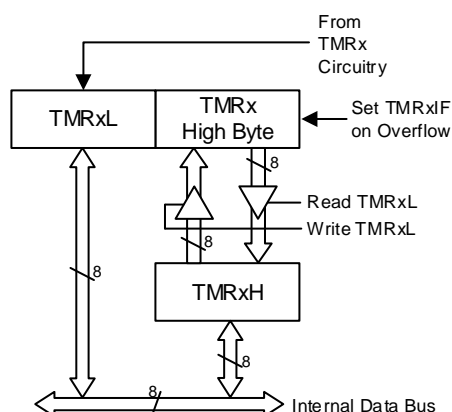 From
TMRx
Circuitry
TMRxL
TMRx
High Byte
Set TMRxIF
on Overflow
8
Read TMRxL
Write TMRxL
8
TMRxH
8
8
8
Internal Data Bus